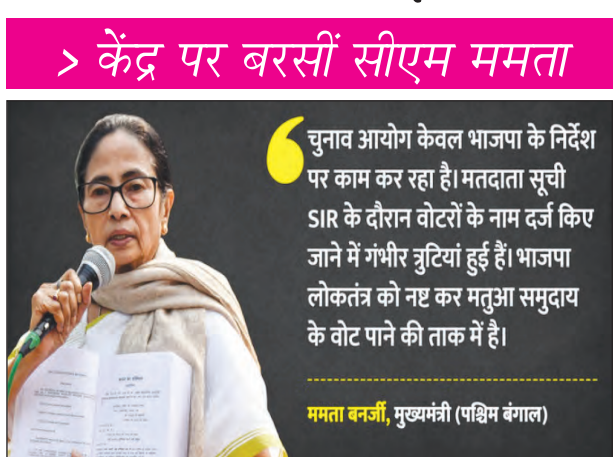 > केंद्र पर बरसीं सीएम ममता
चुनाव आयोग केवल भाजपा के निर्देश
पर काम कर रहा है। मतदाता सूची
SIR के दौरान वोटरों के नाम दर्ज किए
जाने में गंभीर त्रुटियां हुई हैं। भाजपा
लोकतंत्र को नष्ट कर मतुआ समुदाय
के वोट पाने की ताक में है।
ममता बनर्जी, मुख्यमंत्री (पश्चिम बंगाल)